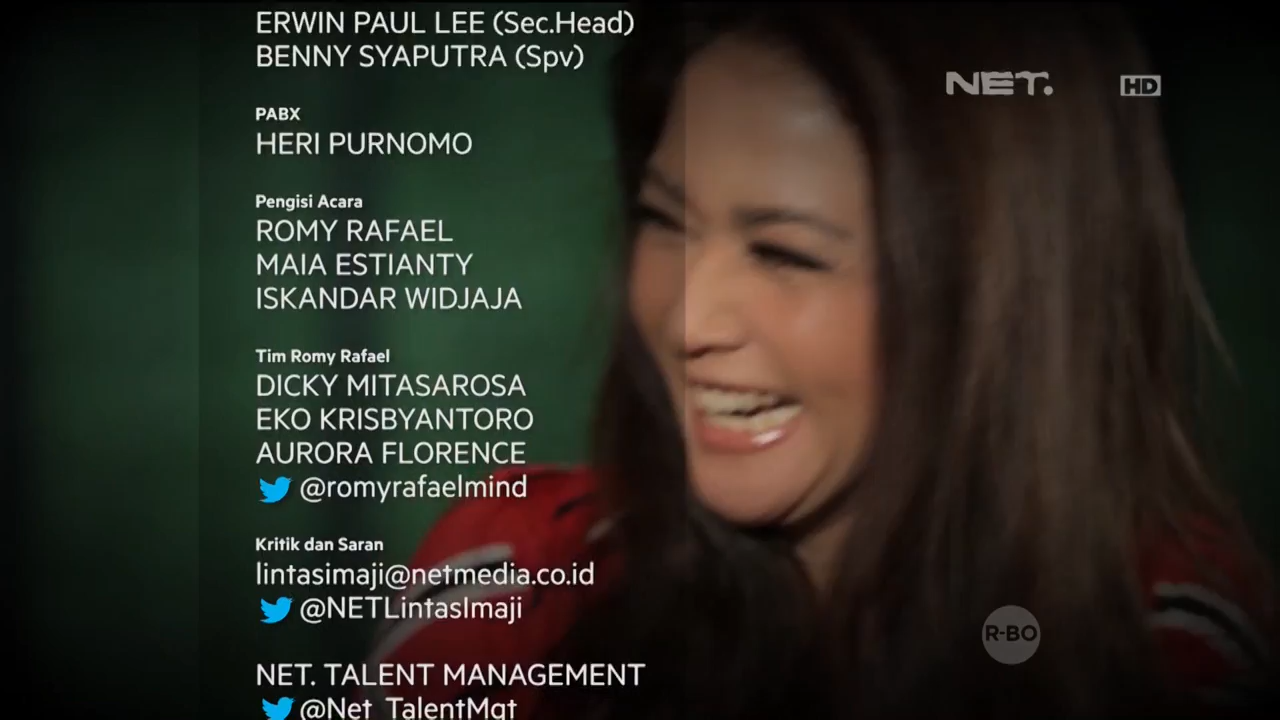 ERWIN PAUL LEE (Sec.Head)
BENNY SYAPUTRA (Spv)
NET.
HD
PABX
HERI PURNOMO
Pengisi Acara
ROMY RAFAEL
MAIA ESTIANTY
ISKANDAR WIDJAJA
Tim Romy Rafael
DICKY MITASAROSA
EKO KRISBYANTORO
AURORA FLORENCE
@romyrafaelmind
Kritik dan Saran
lintasimaji@netmedia.co.id
@NETLintasImaji
R-BO
NET. TALENT MANAGEMENT
@Net_TalentMgt